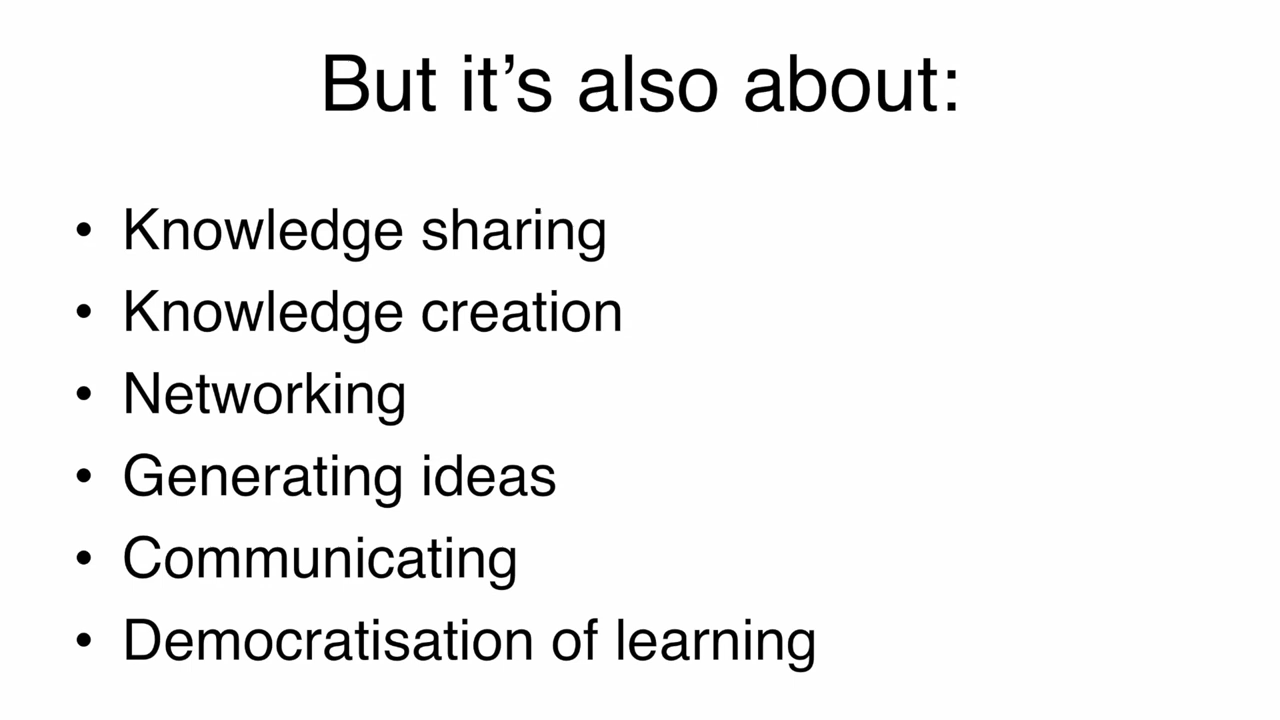 But it’s also about:
• Knowledge sharing
• Knowledge creation
• Networking
• Generating ideas
• Communicating
• Democratisation of learning